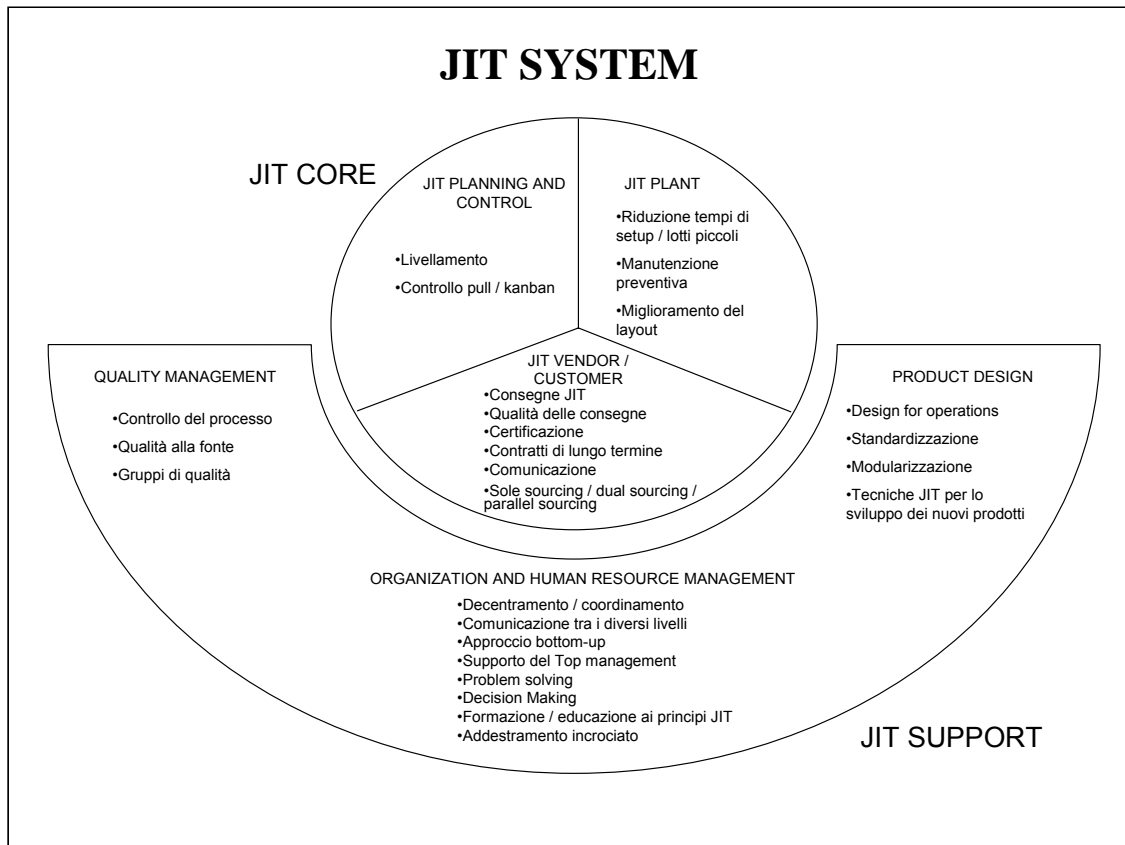 JIT SYSTEM
JIT CORE
JIT PLANNING AND
CONTROL
•Livellamento
•Controllo pull / kanban
JIT PLANT
•Riduzione tempi di
setup / lotti piccoli
•Manutenzione
preventiva
•Miglioramento del
layout
JIT VENDOR /
CUSTOMER
•Consegne JIT
•Qualità delle consegne
•Certificazione
•Contratti di lungo termine
•Comunicazione
•Sole sourcing / dual sourcing /
parallel sourcing
QUALITY MANAGEMENT
•Controllo del processo
•Qualità alla fonte
•Gruppi di qualità
PRODUCT DESIGN
•Design for operations
•Standardizzazione
•Modularizzazione
•Tecniche JIT per lo
sviluppo dei nuovi prodotti
ORGANIZATION AND HUMAN RESOURCE MANAGEMENT
•Decentramento / coordinamento
•Comunicazione tra i diversi livelli
•Approccio bottom-up
•Supporto del Top management
•Problem solving
•Decision Making
•Formazione / educazione ai principi JIT
•Addestramento incrociato
JIT SUPPORT